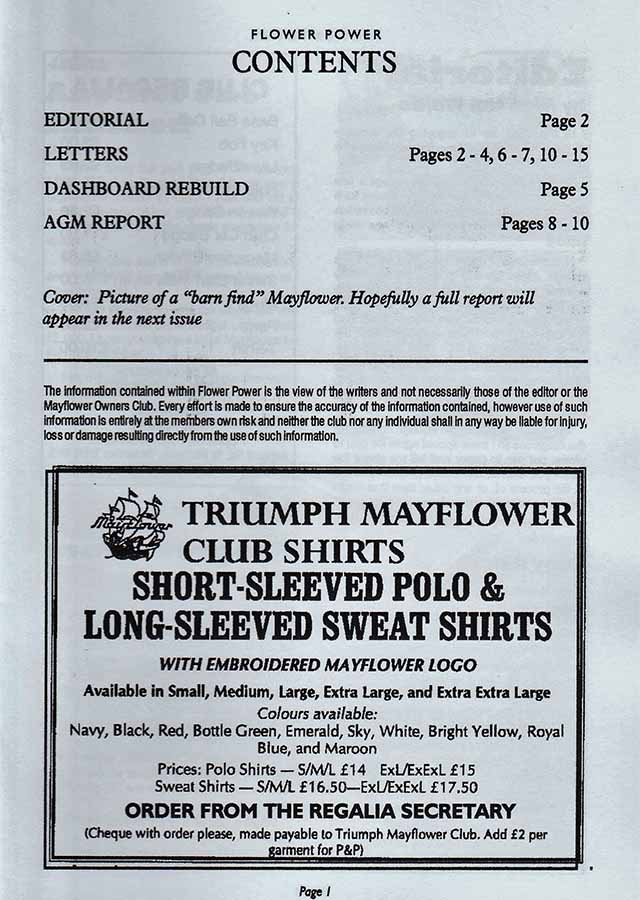 FLOWER POWER
CONTENTS
EDITORIAL Page 2
LETTERS Pages 2 - 4, 6 - 7, 10 - 15
DASHBOARD REBUILD Page 5
AGM REPORT Pages 8 - 10
Cover: Picture of a “barn find” Mayflower. Hopefully a full report will
appear in the next issue
The information contained within Flower Power is the view of the writers and not necessarily those of the editor or the
Mayflower Owners Club. Every effort is made to ensure the accuracy of the information contained, however use of such
information is entirely at the members own risk and neither the club nor any individual shall in any way be liable for injury,
loss or damage resulting directly from the use of such information.
Mayflower
TRIUMPH MAYFLOWER
CLUB SHIRTS
SHORT-SLEEVED POLO &
LONG-SLEEVED SWEAT SHIRTS
WITH EMBROIDERED MAYFLOWER LOGO
Available in Small, Medium, Large, Extra Large, and Extra Extra Large
Colours available:
Navy, Black, Red, Bottle Green, Emerald, Sky, White, Bright Yellow, Royal
Blue, and Maroon
Prices: Polo Shirts — S/M/L £14 ExL/ExExL £15
Sweat Shirts — S/M/L £16.50—ExL/ExExL £17.50
ORDER FROM THE REGALIA SECRETARY
(Cheque with order please, made payable to Triumph Mayflower Club. Add £2 per
garment for P&P)
Page 1